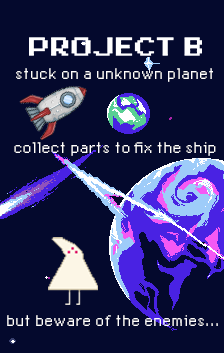 PROJECT B
stuck on a unknown planet
collect parts to fix the ship
but beware of the enemies...